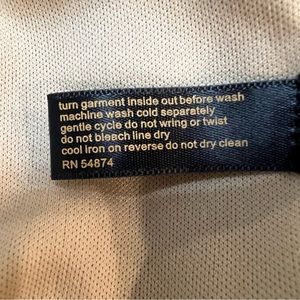 turn garment inside out before wash
machine wash cold separately
gentle cycle do not wring or twist
do not bleach line dry
cool iron on reverse do not dry clean
RN 54874